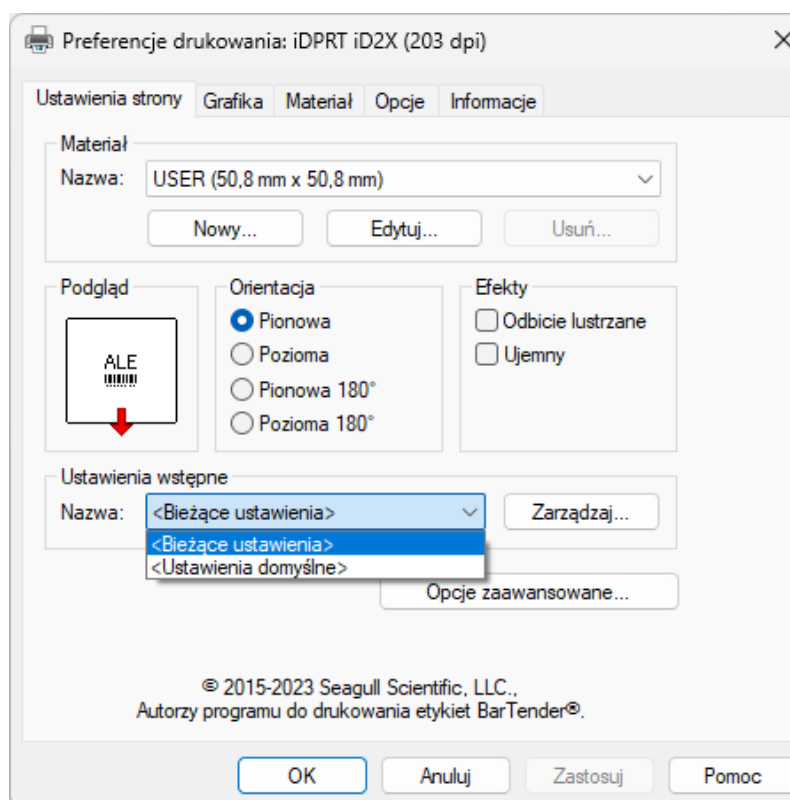 Preferencje drukowania: iDPRT iD2X (203 dpi)
Ustawienia strony Grafika Materiał Opcje Informacje
Materiał
Nazwa: USER (50,8 mm x 50,8 mm)
Nowy... Edytuj... Usuń...
Podgląd Orientacja Efekty
ALE
Pionowa Odbicie lustrzane
Pozioma Ujemny
Pionowa 180°
Pozioma 180°
Ustawienia wstępne
Nazwa: <Bieżące ustawienia> Zarządzaj...
<Bieżące ustawienia>
<Ustawienia domyślne>
Opcje zaawansowane...
© 2015-2023 Seagull Scientific, LLC.,
Autorzy programu do drukowania etykiet BarTender®.
OK Anuluj Zastosuj Pomoc